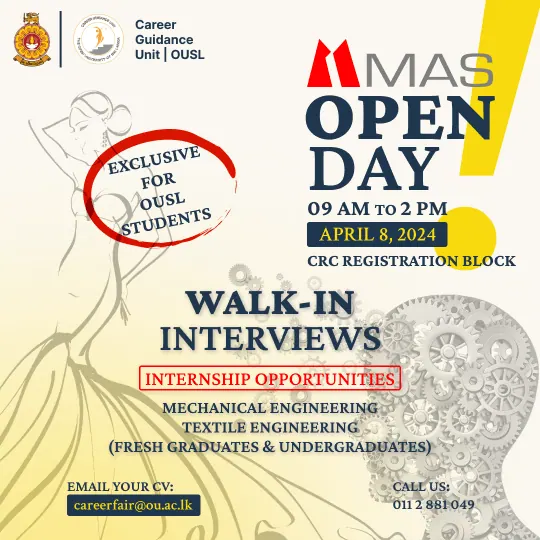 Career
Guidance
Unit | OUSL
MAS
OPEN
DAY
09 AM TO 2 PM
APRIL 8, 2024
CRC REGISTRATION BLOCK
EXCLUSIVE
FOR
OUSL
STUDENTS
WALK-IN
INTERVIEWS
INTERNSHIP OPPORTUNITIES
MECHANICAL ENGINEERING
TEXTILE ENGINEERING
(FRESH GRADUATES & UNDERGRADUATES)
EMAIL YOUR CV:
careerfair@ou.ac.lk
CALL US:
011 2 881 049